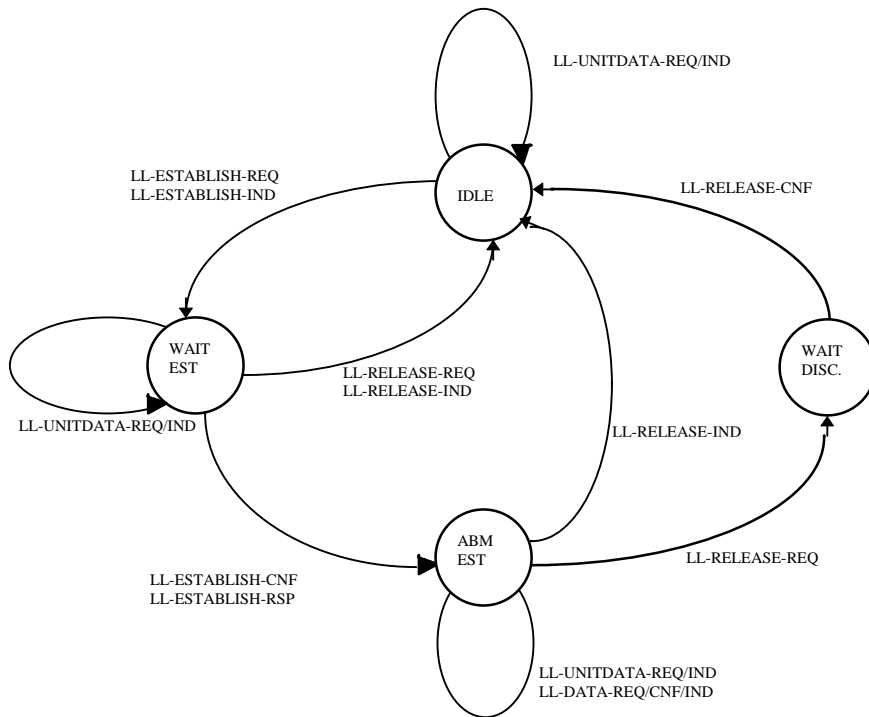 LL-UNITDATA-REQ/IND
LL-ESTABLISH-REQ
LL-ESTABLISH-IND
IDLE
LL-RELEASE-CNF
WAIT
EST
WAIT
DISC.
LL-RELEASE-REQ
LL-RELEASE-IND
LL-UNITDATA-REQ/IND
LL-RELEASE-IND
ABM
EST
LL-RELEASE-REQ
LL-ESTABLISH-CNF
LL-ESTABLISH-RSP
LL-UNITDATA-REQ/IND
LL-DATA-REQ/CNF/IND